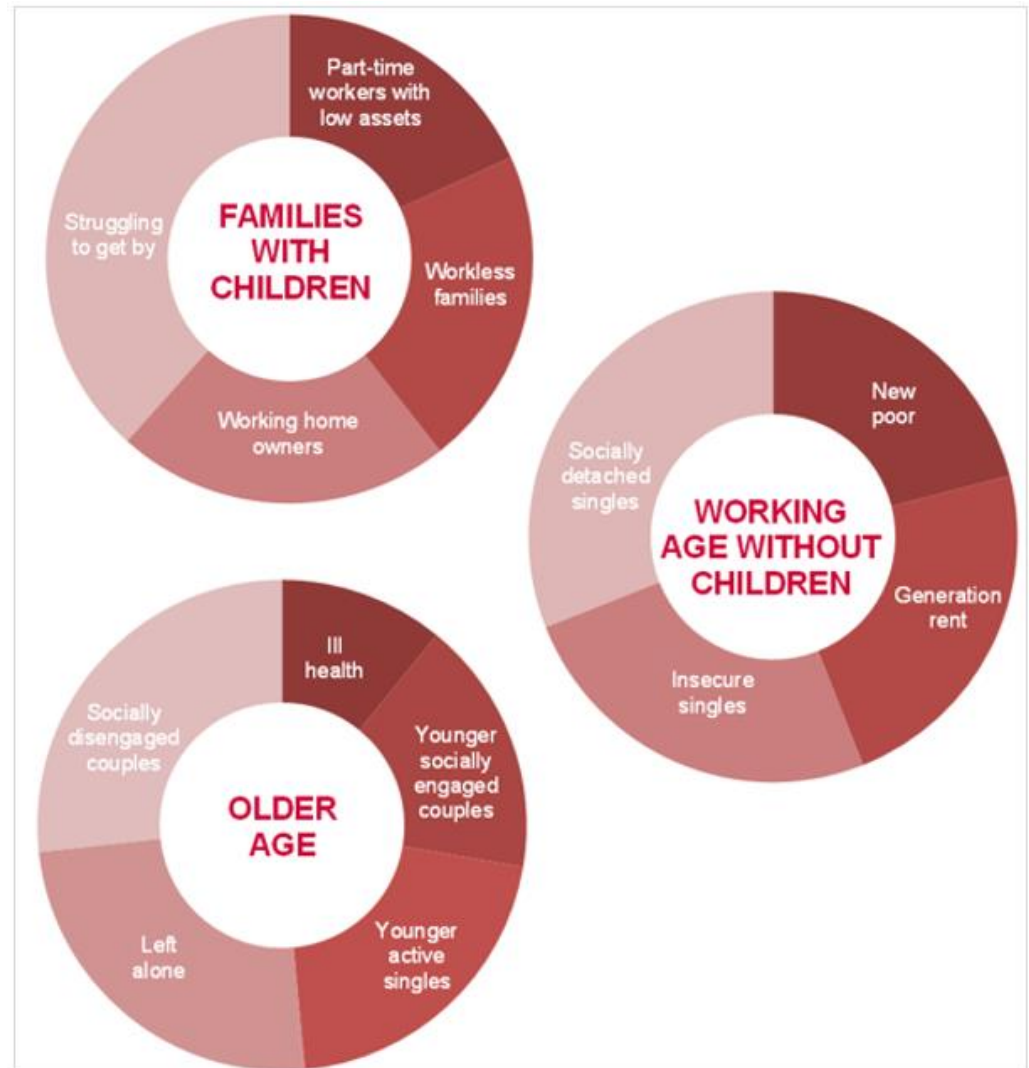 Part-time
workers with
low assets
Workless
families
Working home
owners
Struggling
to get by
FAMILIES
WITH
CHILDREN
New
poor
Generation
rent
Insecure
singles
Socially
detached
singles
WORKING
AGE WITHOUT
CHILDREN
Ill
health
Younger
socially
engaged
couples
Younger
active
singles
Left
alone
Socially
disengaged
couples
OLDER
AGE